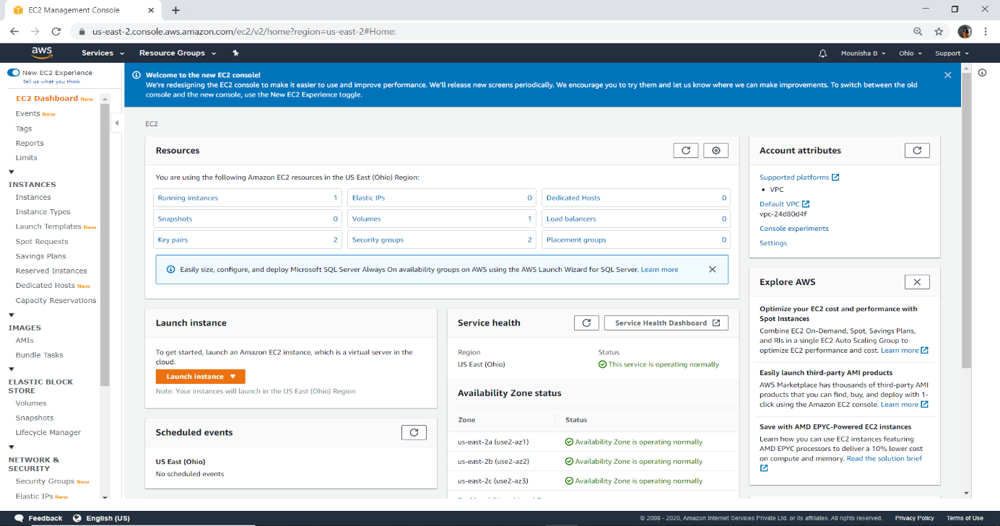 EC2 Management Console
us-east-2.console.aws.amazon.com/ec2/v2/home?region=us-east-2#Home:
aws
Services
Resource Groups
Mounisha B
Ohio
Support
New EC2 Experience
Tell us what you think
EC2 Dashboard New
Events New
Tags
Reports
Limits
INSTANCES
Instances
Instance Types
Launch Templates New
Spot Requests
Savings Plans
Reserved Instances
Dedicated Hosts New
Capacity Reservations
IMAGES
AMIs
Bundle Tasks
ELASTIC BLOCK
STORE
Volumes
Snapshots
Lifecycle Manager
NETWORK &
SECURITY
Security Groups New
Elastic IPs New
Welcome to the new EC2 console!
We're redesigning the EC2 console to make it easier to use and improve performance. We'll release new screens periodically. We encourage you to try them and let us know where we can make improvements. To switch between the old
console and the new console, use the New EC2 Experience toggle.
EC2
Resources
You are using the following Amazon EC2 resources in the US East (Ohio) Region:
Running instances 1
Elastic IPs 0
Dedicated Hosts 0
Snapshots 0
Volumes 1
Load balancers 0
Key pairs 2
Security groups 2
Placement groups 0
Easily size, configure, and deploy Microsoft SQL Server Always On availability groups on AWS using the AWS Launch Wizard for SQL Server. Learn more
Launch instance
To get started, launch an Amazon EC2 instance, which is a virtual server in the
cloud.
Launch instance
Note: Your instances will launch in the US East (Ohio) Region
Scheduled events
US East (Ohio)
No scheduled events
Service health
Service Health Dashboard
Region
Status
US East (Ohio)
This service is operating normally
Availability Zone status
Zone
Status
us-east-2a (use2-az1)
Availability Zone is operating normally
us-east-2b (use2-az2)
Availability Zone is operating normally
us-east-2c (use2-az3)
Availability Zone is operating normally
Account attributes
Supported platforms
• VPC
Default VPC
vpc-24d80d4f
Console experiments
Settings
Explore AWS
Optimize your EC2 cost and performance with
Spot Instances
Combine EC2 On-Demand, Spot, Savings Plans,
and RIs in a single EC2 Auto Scaling Group to
optimize EC2 performance and cost. Learn more
Easily launch third-party AMI products
AWS Marketplace has thousands of third-party AMI
products that you can find, buy, and deploy with 1-
click using the Amazon EC2 console. Learn more
Save with AMD EPYC-Powered EC2 instances
Learn how you can use EC2 instances featuring
AMD EPYC processors to deliver a 10% lower cost
on compute and memory. Read the solution brief
Feedback
English (US)
© 2008 - 2020, Amazon Internet Services Private Ltd. or its affiliates. All rights reserved.
Privacy Policy
Terms of Use